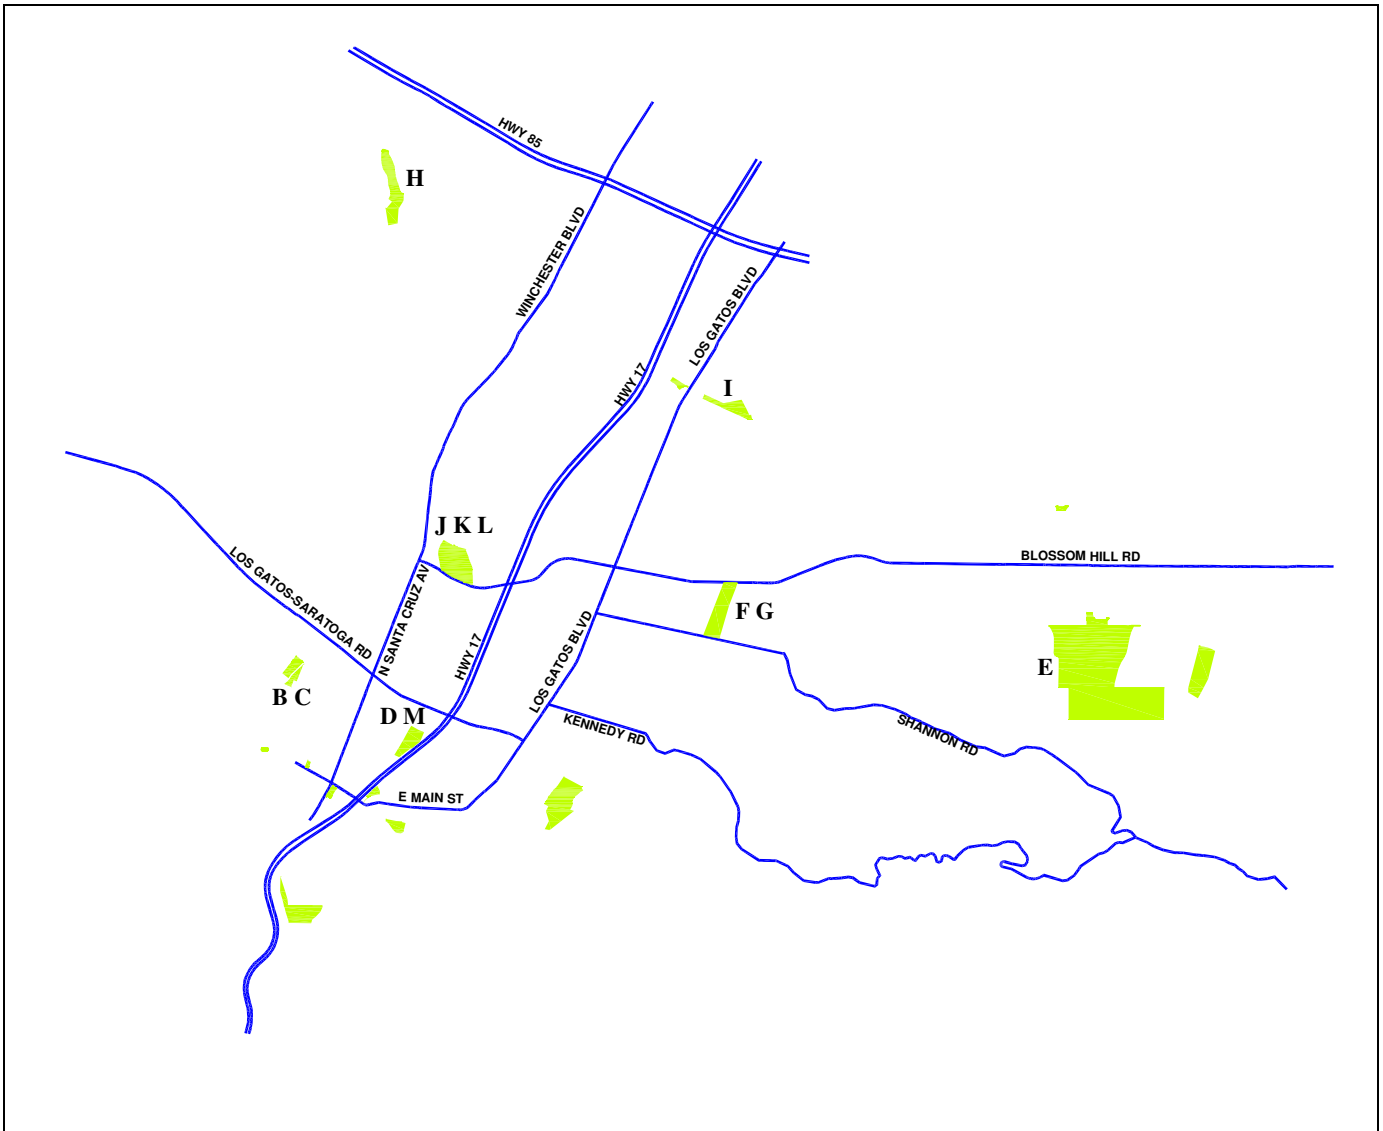 HWY 85
H
WINCHESTER BLVD
LOS GATOS BLVD
HWY 17
I
J K L
BLOSSOM HILL RD
LOS GATOS-SARATOGA RD
N SANTA CRUZ AV
F G
HWY 17
LOS GATOS BLVD
E
B C
D M
KENNEDY RD
SHANNON RD
E MAIN ST